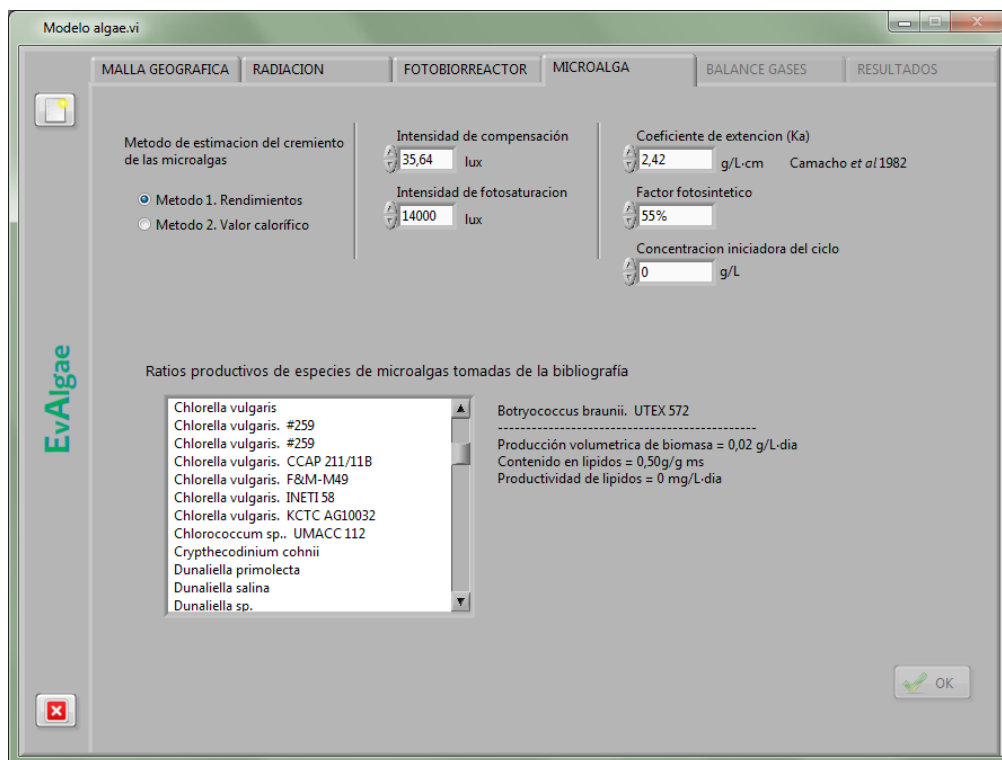 Modelo algae.vi
MALLA GEOGRAFICA
RADIACION
FOTOBIORREACTOR
MICROALGA
BALANCE GASES
RESULTADOS
Metodo de estimacion del cremiento
de las microalgas
Metodo 1. Rendimientos
Metodo 2. Valor calorífico
Intensidad de compensación
35,64 lux
Intensidad de fotosaturacion
14000 lux
Coeficiente de extencion (Ka)
2,42 g/L·cm Camacho et al 1982
Factor fotosintetico
55%
Concentracion iniciadora del ciclo
0 g/L
EvAlgae
Ratios productivos de especies de microalgas tomadas de la bibliografía
Chlorella vulgaris
Chlorella vulgaris. #259
Chlorella vulgaris. #259
Chlorella vulgaris. CCAP 211/11B
Chlorella vulgaris. F&M-M49
Chlorella vulgaris. INETI 58
Chlorella vulgaris. KCTC AG10032
Chlorococcum sp.. UMACC 112
Crypthecodinium cohnii
Dunaliella primolecta
Dunaliella salina
Dunaliella sp.
Botryococcus braunii. UTEX 572
------------------------------------------------
Producción volumetrica de biomasa = 0,02 g/L·dia
Contenido en lipidos = 0,50g/g ms
Productividad de lipidos = 0 mg/L·dia
OK